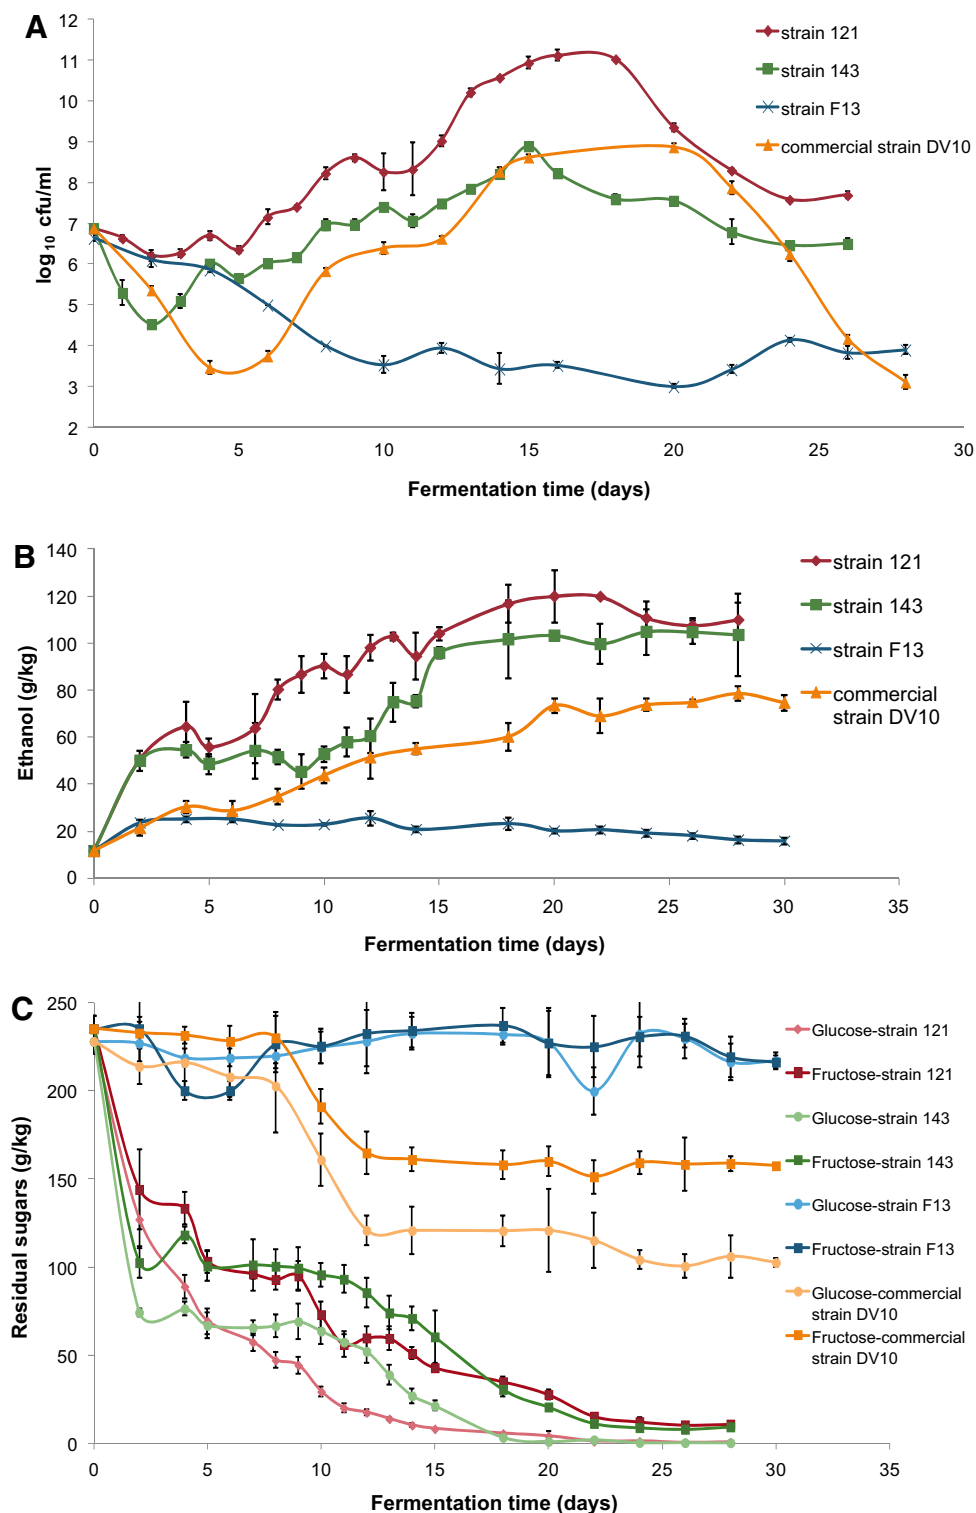 A
12
11
10
9
8
7
6
5
4
3
2
log10 cfu/ml
0 5 10 15 20 25 30
Fermentation time (days)
strain 121
strain 143
strain F13
commercial strain DV10
B
140
120
100
80
60
40
20
0
Ethanol (g/kg)
0 5 10 15 20 25 30 35
Fermentation time (days)
strain 121
strain 143
strain F13
commercial
strain DV10
C
250
200
150
100
50
0
Residual sugars (g/kg)
0 5 10 15 20 25 30 35
Fermentation time (days)
Glucose-strain 121
Fructose-strain 121
Glucose-strain 143
Fructose-strain 143
Glucose-strain F13
Fructose-strain F13
Glucose-commercial
strain DV10
Fructose-commercial
strain DV10